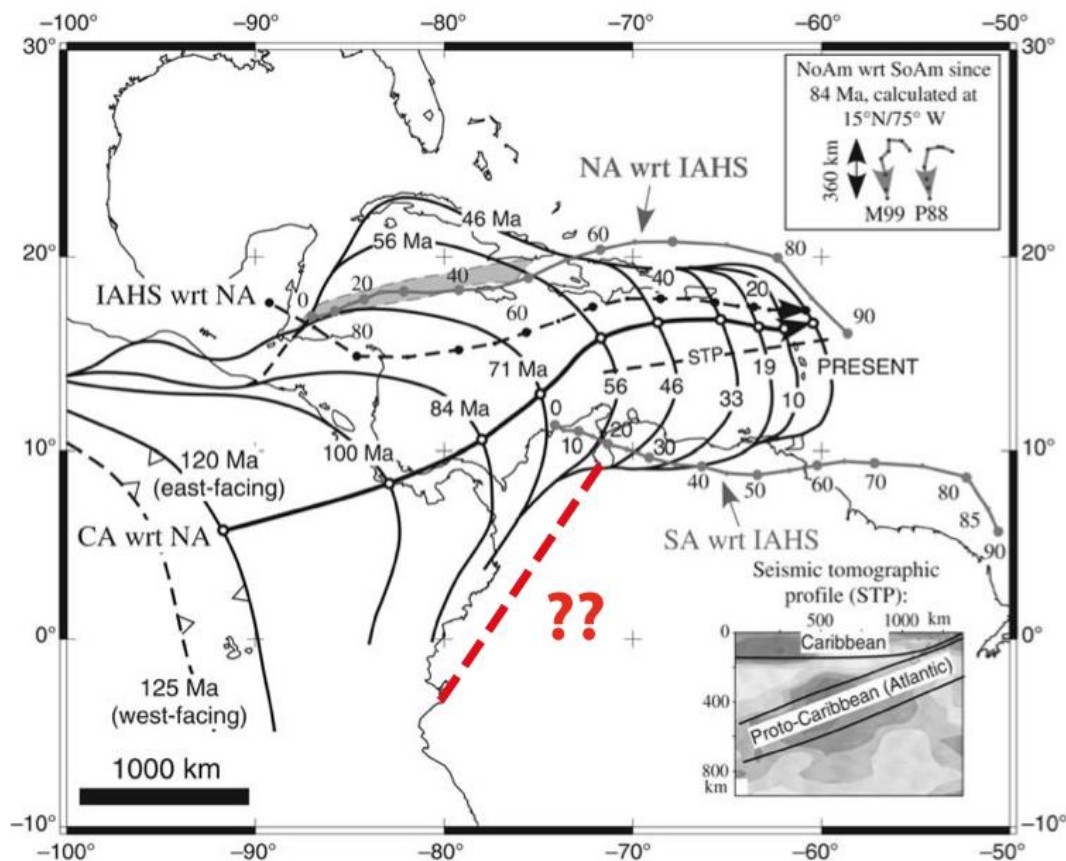 −100° −90° −80° −70° −60° −50°
30° 30°
NoAm wrt SoAm since
84 Ma, calculated at
15°N/75° W
360 km
M99 P88
NA wrt IAHS
46 Ma
56 Ma
60
80
20° 20°
IAHS wrt NA
0
20
40
40
20
60
80
90
STP
PRESENT
71 Ma
56
46
33
19
10
84 Ma
0
10
20
30
10° 10°
100 Ma
120 Ma
(east-facing)
40
50
60
70
80
85
90
CA wrt NA
SA wrt IAHS
??
Seismic tomographic
profile (STP):
500 1000 km
0° 0°
0
Caribbean
125 Ma
(west-facing)
400
Proto-Caribbean (Atlantic)
1000 km
800
km
−10° −10°
−100° −90° −80° −70° −60° −50°